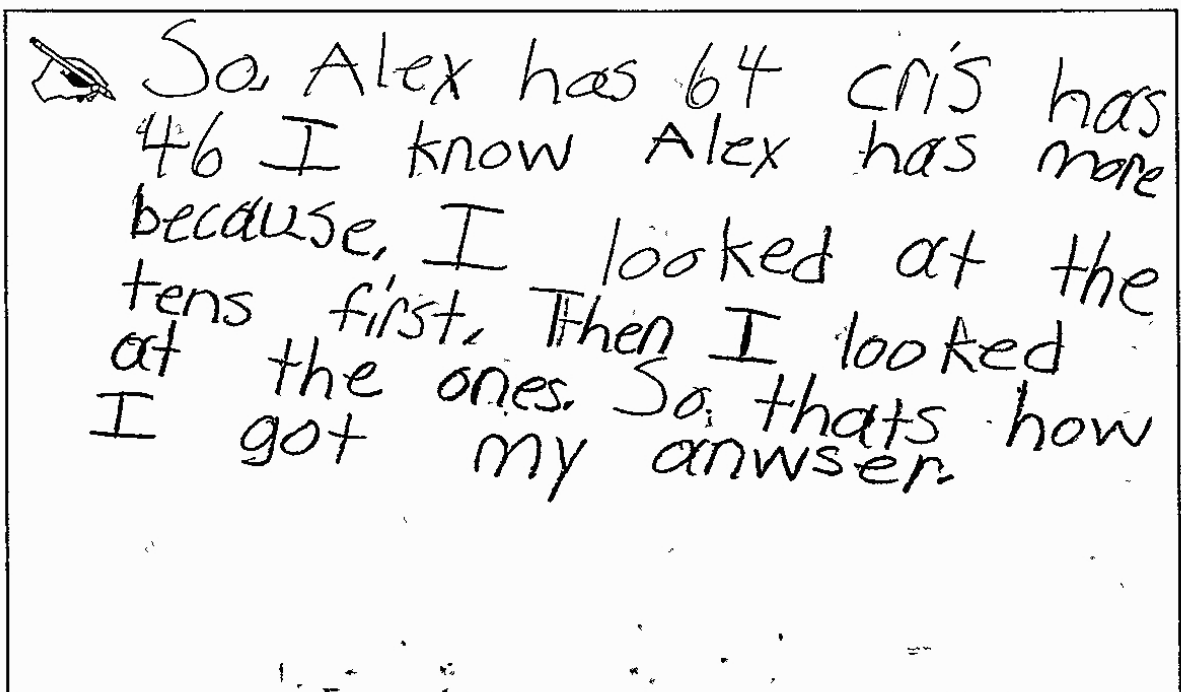 So, Alex has 64 cris has
46 I know Alex has more
because, I looked at the
tens first. Then I looked
at the ones. So, thats how
I got my anwser.